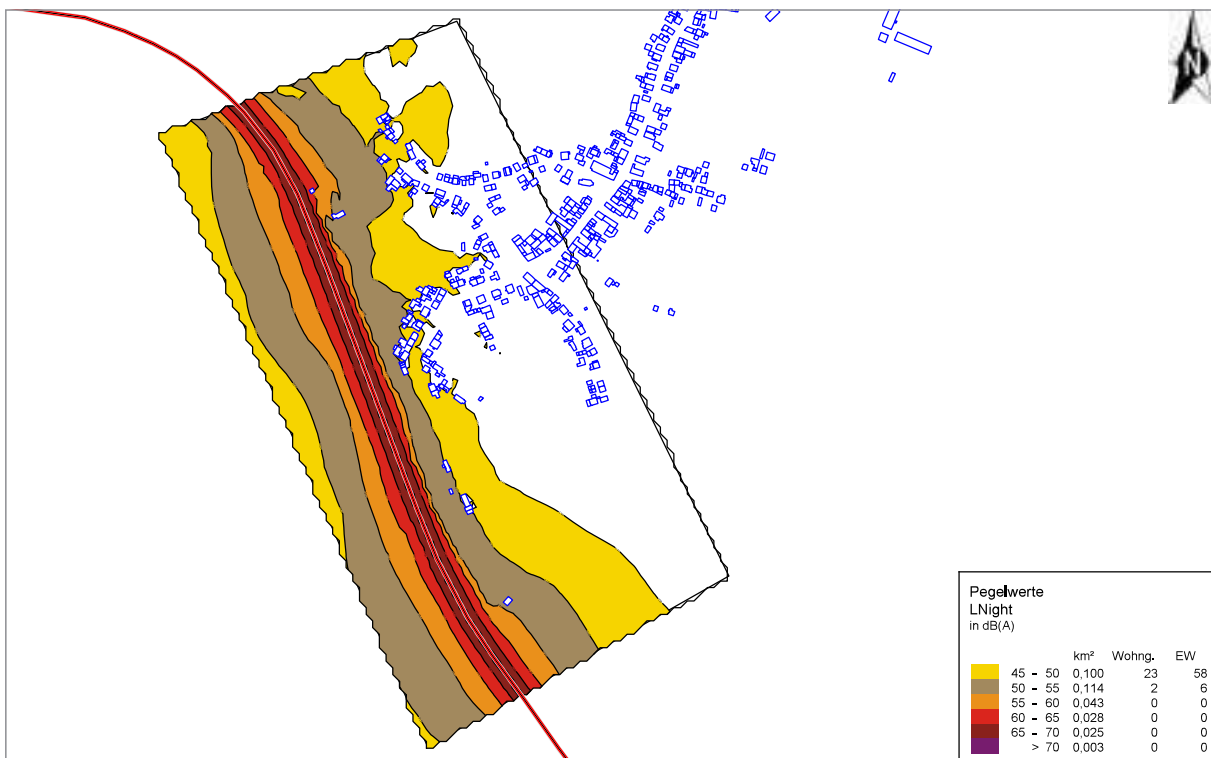 N
Pegelwerte
LNight
in dB(A)
km² Wohng. EW
45 - 50 0,100 23 58
50 - 55 0,114 2 6
55 - 60 0,043 0 0
60 - 65 0,028 0 0
65 - 70 0,025 0 0
> 70 0,003 0 0